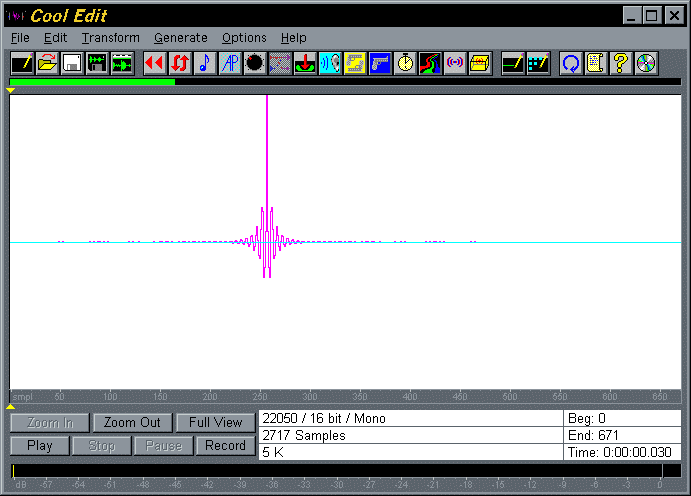 Cool Edit
File Edit Transform Generate Options Help
smpl 50 100 150 200 250 300 350 400 450 500 550 600 650
Zoom In Zoom Out Full View 22050 / 16 bit / Mono Beg: 0
2717 Samples End: 671
Play Stop Pause Record 5 K Time: 0:00:00.030
dB -57 -54 -51 -48 -45 -42 -39 -36 -33 -30 -27 -24 -21 -18 -15 -12 -9 -6 -3 0